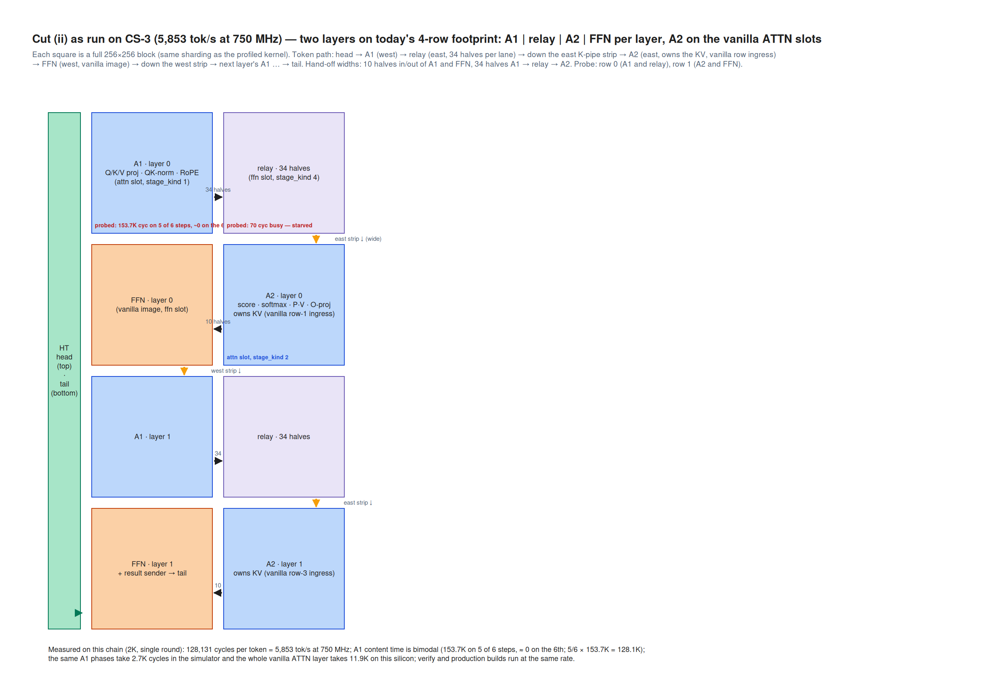 Cut (ii) as run on CS-3 (5,853 tok/s at 750 MHz) — two layers on today's 4-row footprint: A1 | relay | A2 | FFN per layer, A2 on the vanilla ATTN slots
Each square is a full 256×256 block (same sharding as the profiled kernel). Token path: head → A1 (west) → relay (east, 34 halves per lane) → down the east K-pipe strip → A2 (east, owns the KV, vanilla row ingress)
→ FFN (west, vanilla image) → down the west strip → next layer's A1 … → tail. Hand-off widths: 10 halves in/out of A1 and FFN, 34 halves A1 → relay → A2. Probe: row 0 (A1 and relay), row 1 (A2 and FFN).
A1 · layer 0
Q/K/V proj · QK-norm · RoPE
(attn slot, stage_kind 1)
34 halves
probed: 153.7K cyc on 5 of 6 steps, ~0 on the 6
relay · 34 halves
(ffn slot, stage_kind 4)
probed: 70 cyc busy — starved
east strip ↓ (wide)
FFN · layer 0
(vanilla image, ffn slot)
10 halves
A2 · layer 0
score · softmax · P·V · O-proj
owns KV (vanilla row-1 ingress)
attn slot, stage_kind 2
west strip ↓
HT
head
(top)
·
tail
(bottom)
A1 · layer 1
34
relay · 34 halves
east strip ↓
FFN · layer 1
+ result sender → tail
10
A2 · layer 1
owns KV (vanilla row-3 ingress)
Measured on this chain (2K, single round): 128,131 cycles per token = 5,853 tok/s at 750 MHz; A1 content time is bimodal (153.7K on 5 of 6 steps, ≈ 0 on the 6th; 5/6 × 153.7K = 128.1K);
the same A1 phases take 2.7K cycles in the simulator and the whole vanilla ATTN layer takes 11.9K on this silicon; verify and production builds run at the same rate.